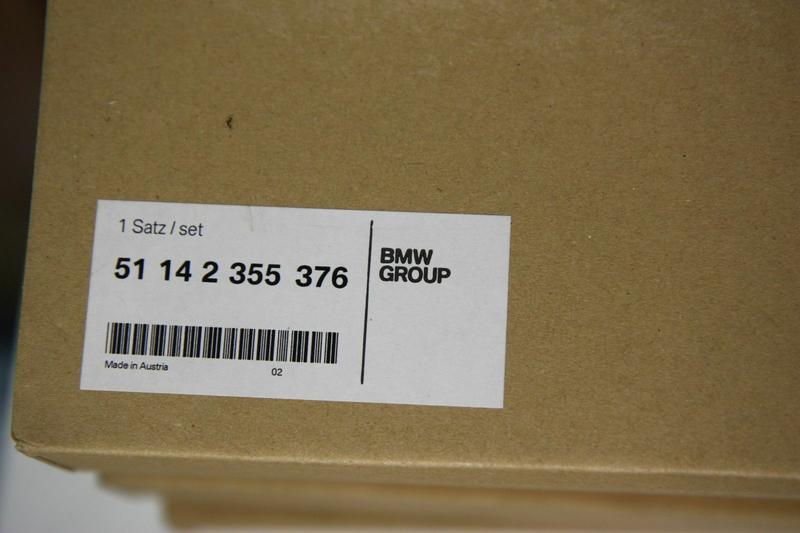 1 Satz / set
51 14 2 355 376
Made in Austria
02
BMW
GROUP